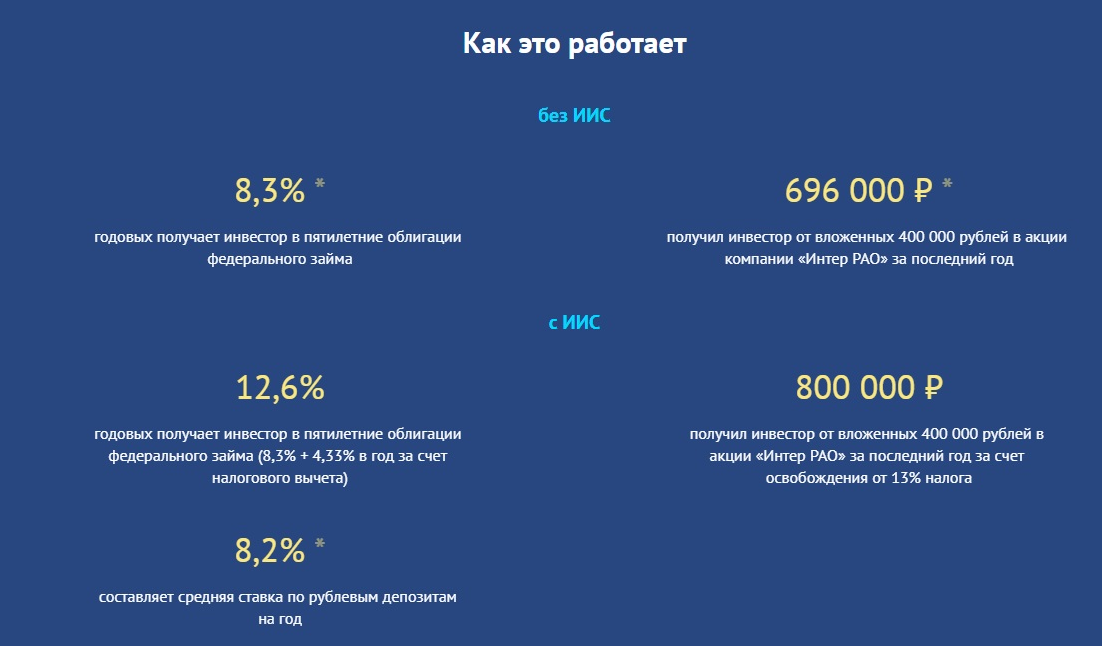 Как это работает
без ИИС
8,3% *
годовых получает инвестор в пятилетние облигации
федерального займа
696 000 ₽ *
получил инвестор от вложенных 400 000 рублей в акции
компании «Интер РАО» за последний год
с ИИС
12,6%
годовых получает инвестор в пятилетние облигации
федерального займа (8,3% + 4,33% в год за счет
налогового вычета)
800 000 ₽
получил инвестор от вложенных 400 000 рублей в
акции «Интер РАО» за последний год за счет
освобождения от 13% налога
8,2% *
составляет средняя ставка по рублевым депозитам
на год